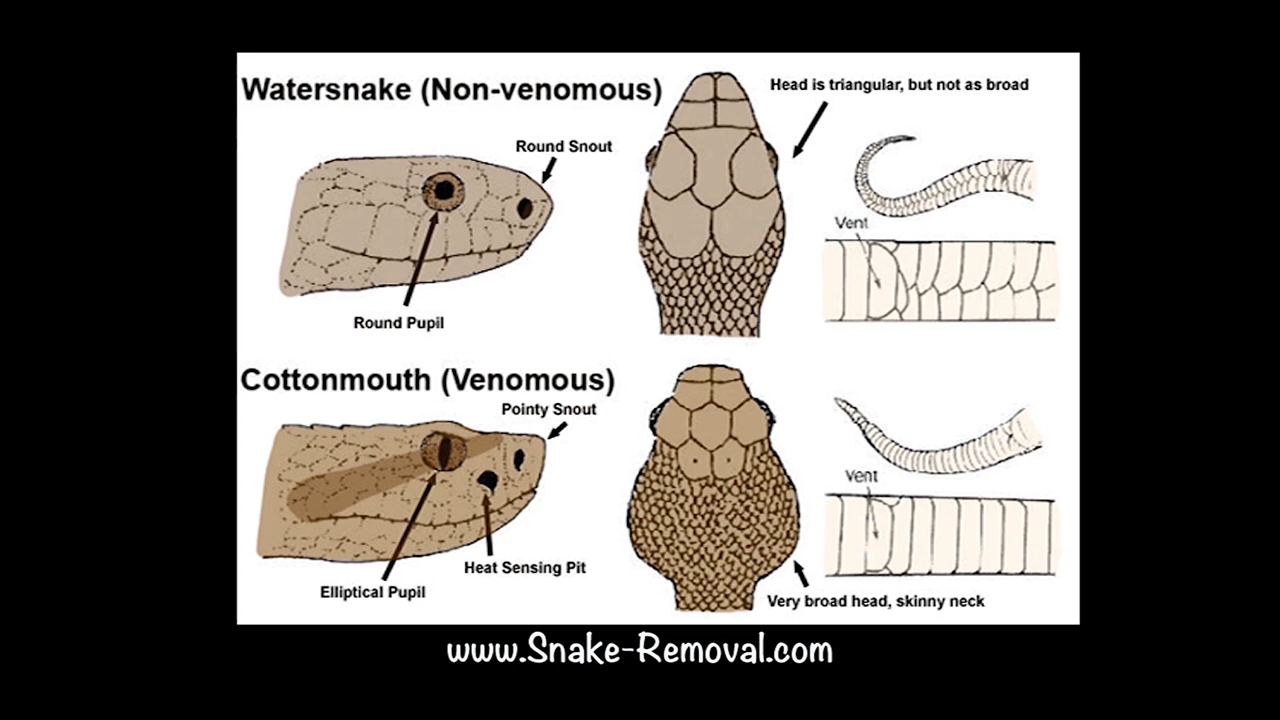 Watersnake (Non-venomous)
Head is triangular, but not as broad
Round Snout
Vent
Round Pupil
Cottonmouth (Venomous)
Pointy Snout
Vent
Heat Sensing Pit
Elliptical Pupil
Very broad head, skinny neck
www.Snake-Removal.com